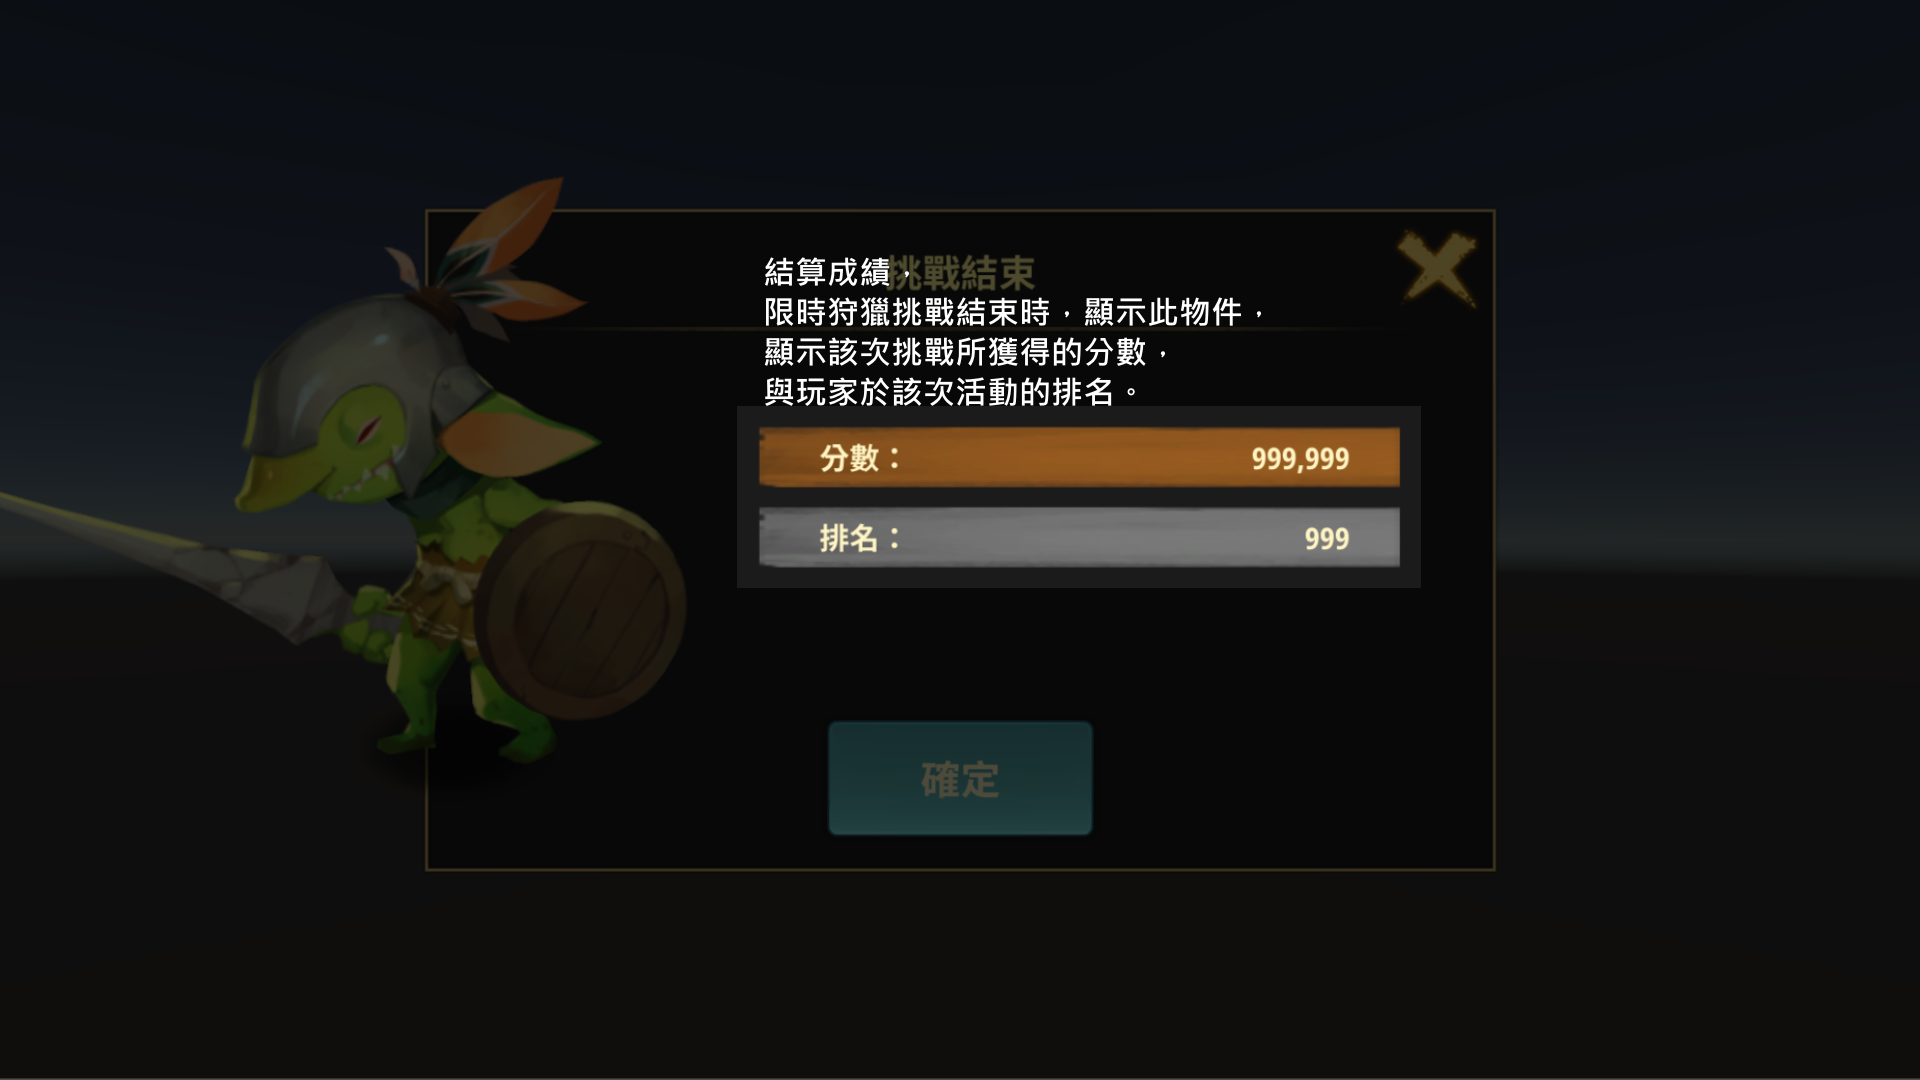 挑戰結束
結算成績，
限時狩獵挑戰結束時，顯示此物件，
顯示該次挑戰所獲得的分數，
與玩家於該次活動的排名。
分數： 999,999
排名： 999
確定